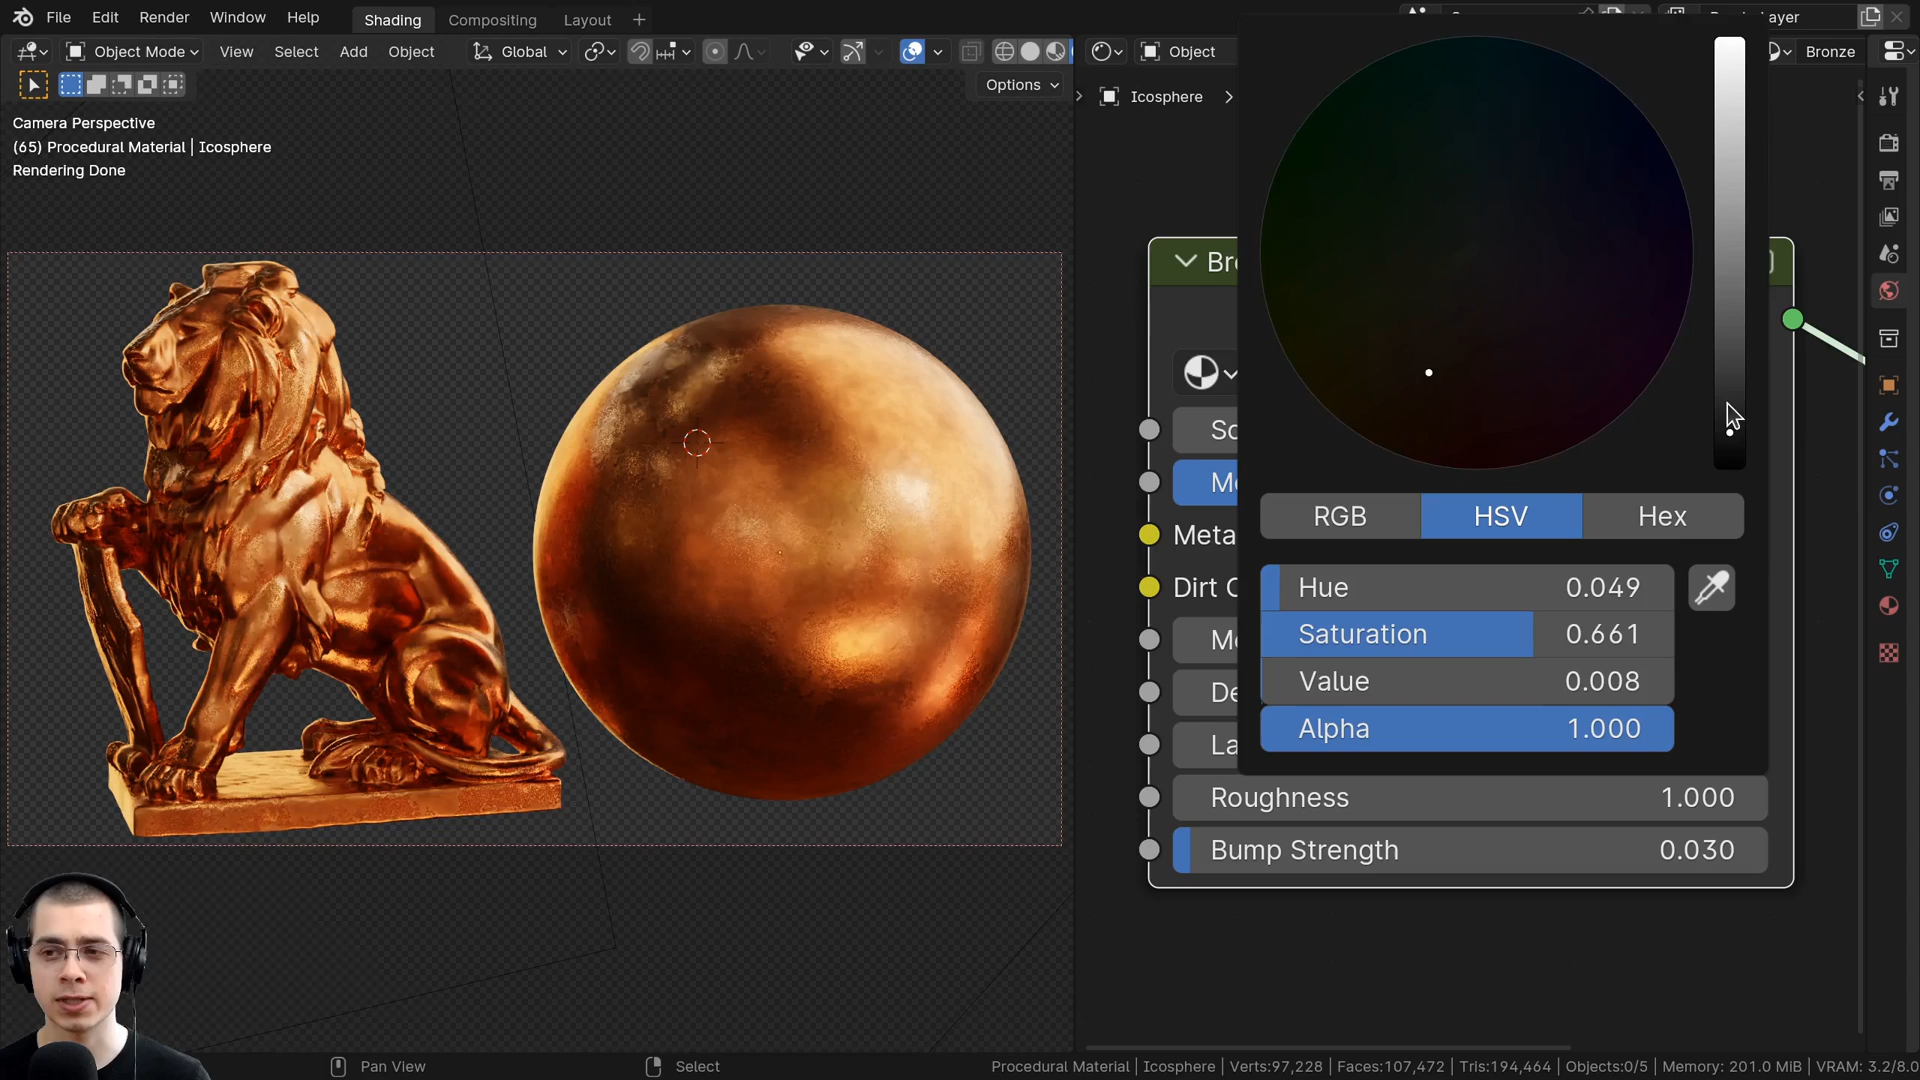 File Edit Render Window Help Shading Compositing Layout +
Object Mode View Select Add Object Global Object Bronze
Options
Icosphere
Camera Perspective
(65) Procedural Material | Icosphere
Rendering Done
RGB HSV Hex
Meta
Dirt C
Hue 0.049
Saturation 0.661
Value 0.008
Alpha 1.000
Roughness 1.000
Bump Strength 0.030
Pan View Select Procedural Material | Icosphere | Verts:97,228 | Faces:107,472 | Tris:194,464 | Objects:0/5 | Memory: 201.0 MiB | VRAM: 3.2/8.0